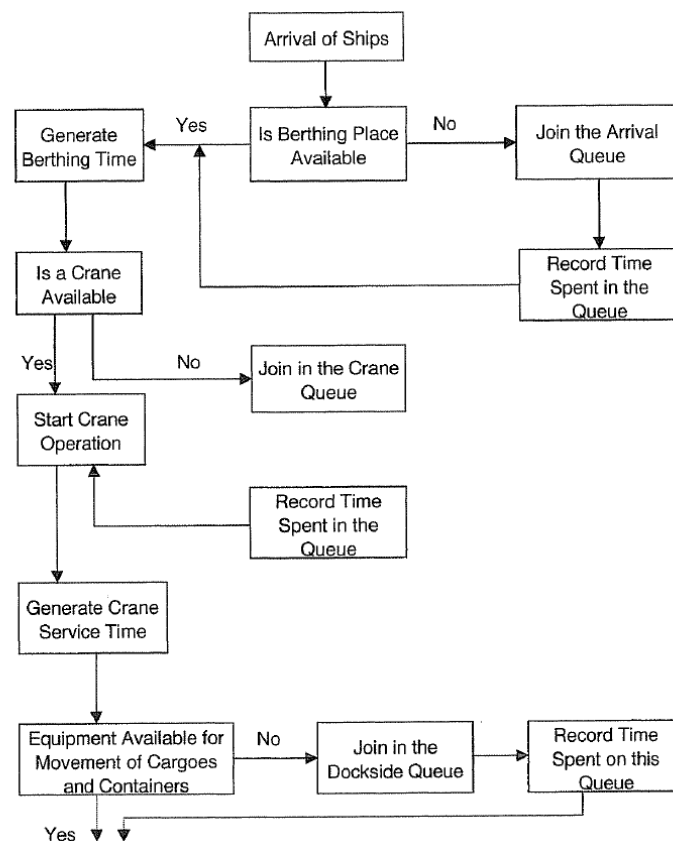 Arrival of Ships
Generate
Berthing Time
Yes
Is Berthing Place
Available
No
Join the Arrival
Queue
Is a Crane
Available
Record Time
Spent in the
Queue
Yes
No
Join in the Crane
Queue
Start Crane
Operation
Record Time
Spent in the
Queue
Generate Crane
Service Time
Equipment Available for
Movement of Cargoes
and Containers
No
Join in the
Dockside Queue
Record Time
Spent on this
Queue
Yes